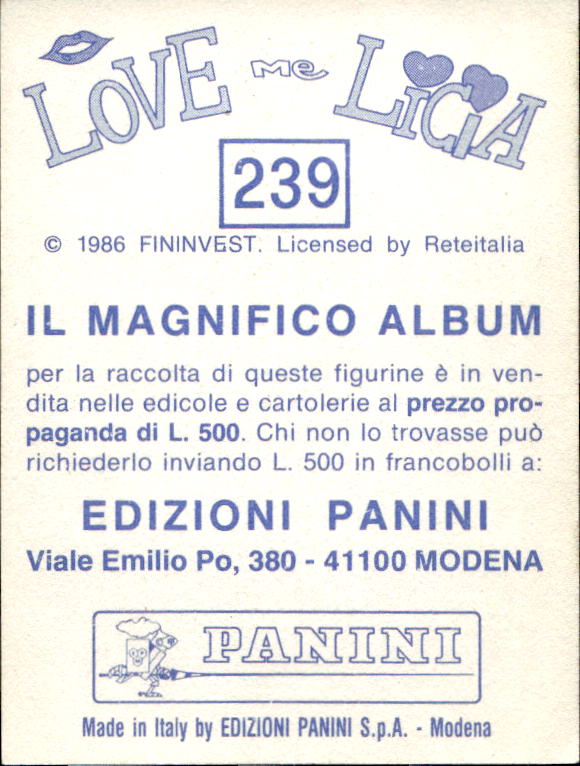 LOVE me LICIA
239
© 1986 FININVEST. Licensed by Reteitalia
IL MAGNIFICO ALBUM
per la raccolta di queste figurine è in ven-
dita nelle edicole e cartolerie al prezzo pro-
paganda di L. 500. Chi non lo trovasse può
richiederlo inviando L. 500 in francobolli a:
EDIZIONI PANINI
Viale Emilio Po, 380 - 41100 MODENA
PANINI
Made in Italy by EDIZIONI PANINI S.p.A. - Modena